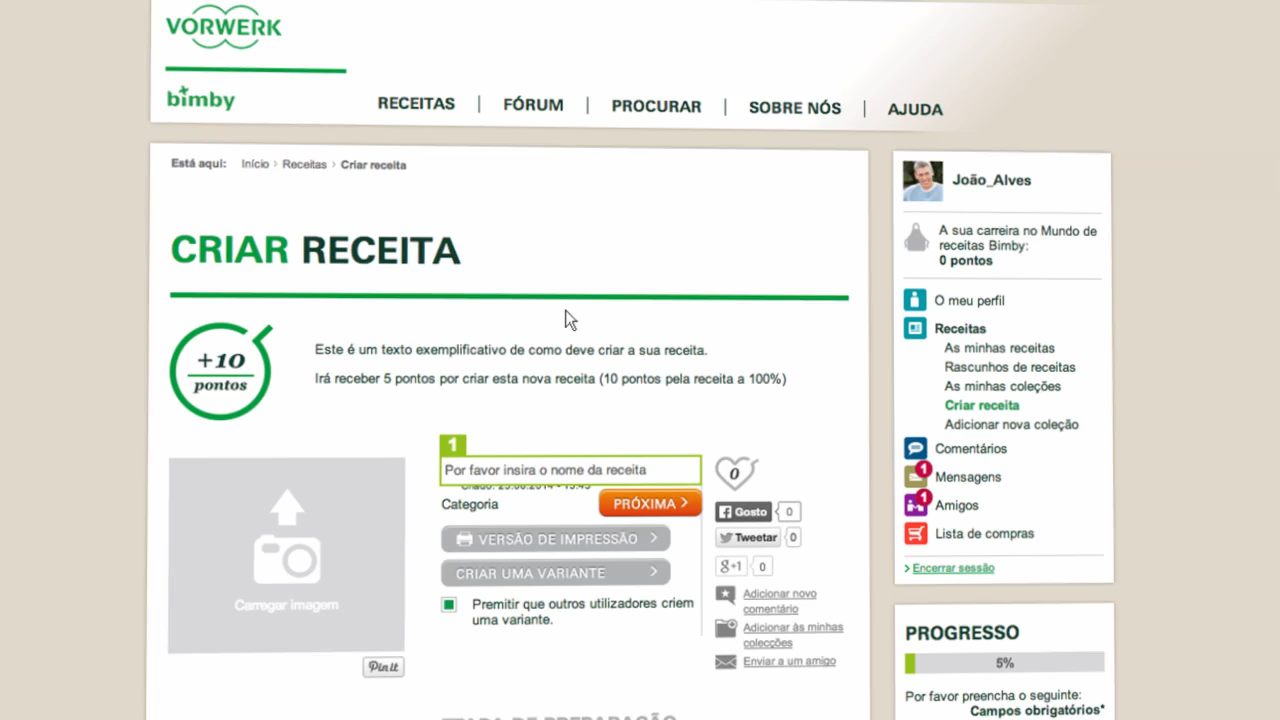 VORWERK
bimby
RECEITAS | FÓRUM | PROCURAR | SOBRE NÓS | AJUDA
Está aqui: Início > Receitas > Criar receita
CRIAR RECEITA
+10
pontos
Este é um texto exemplificativo de como deve criar a sua receita.
Irá receber 5 pontos por criar esta nova receita (10 pontos pela receita a 100%)
1
Por favor insira o nome da receita
Categoria
PRÓXIMA >
VERSÃO DE IMPRESSÃO >
CRIAR UMA VARIANTE >
Premitir que outros utilizadores criem
uma variante.
Carregar imagem
Pin it
0
Gosto 0
Tweetar 0
g+1 0
Adicionar novo
comentário
Adicionar às minhas
colecções
Enviar a um amigo
João_Alves
A sua carreira no Mundo de
receitas Bimby:
0 pontos
O meu perfil
Receitas
As minhas receitas
Rascunhos de receitas
As minhas coleções
Criar receita
Adicionar nova coleção
Comentários
1
Mensagens
1
Amigos
Lista de compras
> Encerrar sessão
PROGRESSO
5%
Por favor preencha o seguinte:
Campos obrigatórios*